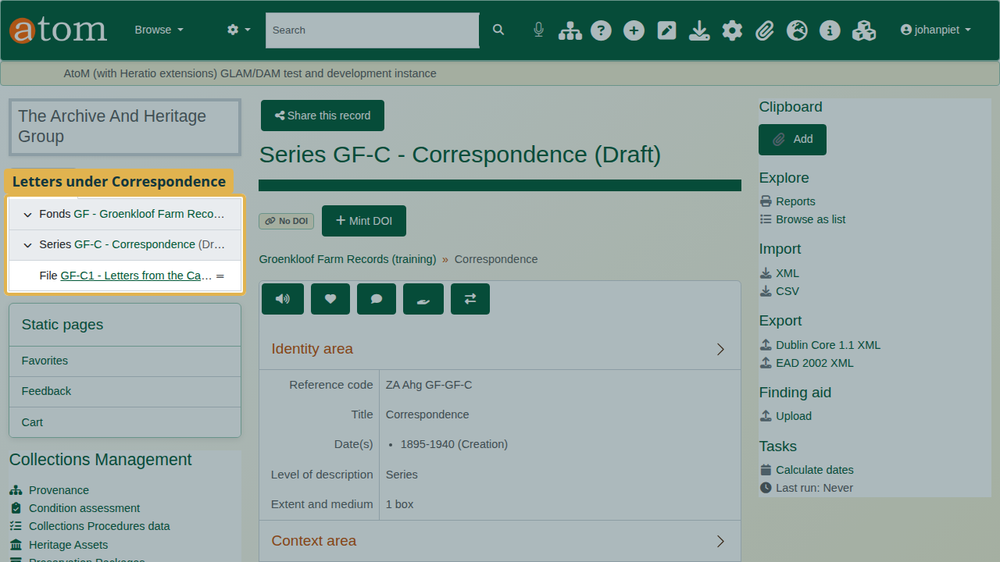 atom
Browse
Search
johanpiet
AtoM (with Heratio extensions) GLAM/DAM test and development instance
The Archive And Heritage
Group
Letters under Correspondence
Fonds GF - Groenkloof Farm Reco…
Series GF-C - Correspondence (Dr…
File GF-C1 - Letters from the Ca…
Static pages
Favorites
Feedback
Cart
Collections Management
Provenance
Condition assessment
Collections Procedures data
Heritage Assets
Preservation Packages
Share this record
Series GF-C - Correspondence (Draft)
No DOI
Mint DOI
Groenkloof Farm Records (training) » Correspondence
Identity area
Reference code ZA Ahg GF-GF-C
Title Correspondence
Date(s) • 1895-1940 (Creation)
Level of description Series
Extent and medium 1 box
Context area
Clipboard
Add
Explore
Reports
Browse as list
Import
XML
CSV
Export
Dublin Core 1.1 XML
EAD 2002 XML
Finding aid
Upload
Tasks
Calculate dates
Last run: Never